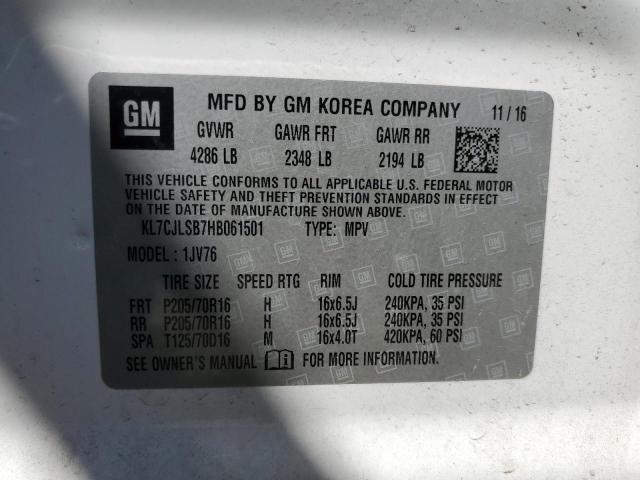 GM MFD BY GM KOREA COMPANY 11/16
GVWR GAWR FRT GAWR RR
4286 LB 2348 LB 2194 LB
THIS VEHICLE CONFORMS TO ALL APPLICABLE U.S. FEDERAL MOTOR
VEHICLE SAFETY AND THEFT PREVENTION STANDARDS IN EFFECT
ON THE DATE OF MANUFACTURE SHOWN ABOVE.
KL7CJLSB7HB061501 TYPE: MPV
MODEL : 1JV76
TIRE SIZE SPEED RTG RIM COLD TIRE PRESSURE
FRT P205/70R16 H 16x6.5J 240KPA, 35 PSI
RR P205/70R16 H 16x6.5J 240KPA, 35 PSI
SPA T125/70D16 M 16x4.0T 420KPA, 60 PSI
SEE OWNER'S MANUAL FOR MORE INFORMATION.